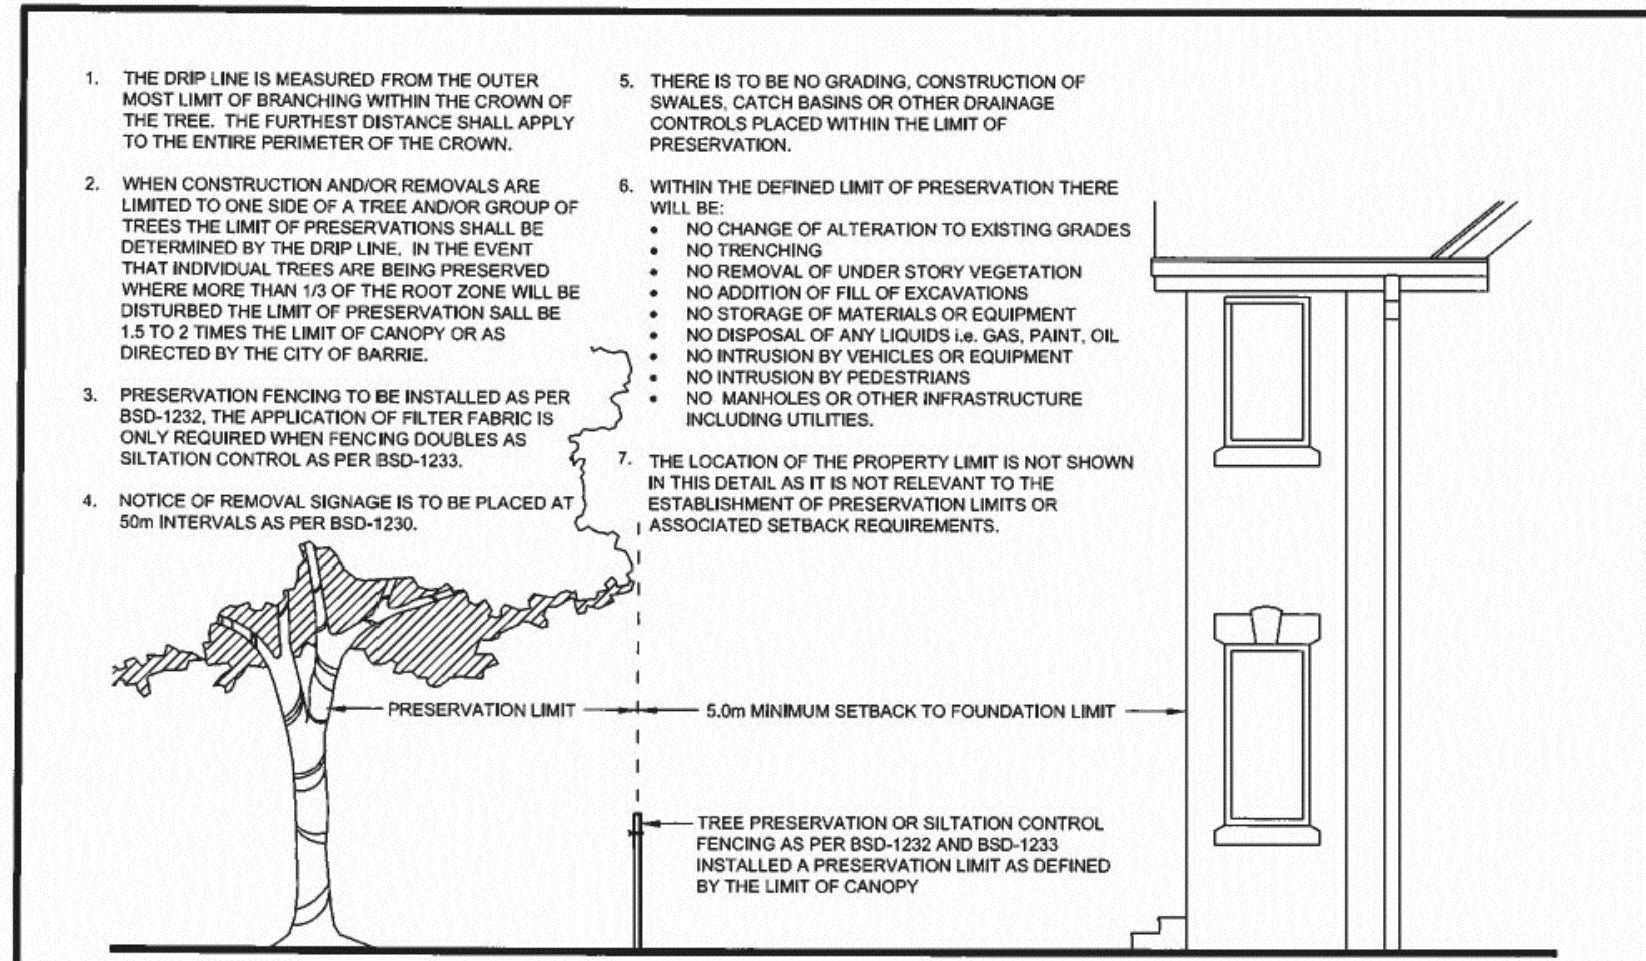 1. THE DRIP LINE IS MEASURED FROM THE OUTER
MOST LIMIT OF BRANCHING WITHIN THE CROWN OF
THE TREE. THE FURTHEST DISTANCE SHALL APPLY
TO THE ENTIRE PERIMETER OF THE CROWN.
2. WHEN CONSTRUCTION AND/OR REMOVALS ARE
LIMITED TO ONE SIDE OF A TREE AND/OR GROUP OF
TREES THE LIMIT OF PRESERVATIONS SHALL BE
DETERMINED BY THE DRIP LINE. IN THE EVENT
THAT INDIVIDUAL TREES ARE BEING PRESERVED
WHERE MORE THAN 1/3 OF THE ROOT ZONE WILL BE
DISTURBED THE LIMIT OF PRESERVATION SALL BE
1.5 TO 2 TIMES THE LIMIT OF CANOPY OR AS
DIRECTED BY THE CITY OF BARRIE.
3. PRESERVATION FENCING TO BE INSTALLED AS PER
BSD-1232, THE APPLICATION OF FILTER FABRIC IS
ONLY REQUIRED WHEN FENCING DOUBLES AS
SILTATION CONTROL AS PER BSD-1233.
4. NOTICE OF REMOVAL SIGNAGE IS TO BE PLACED AT
50m INTERVALS AS PER BSD-1230.
5. THERE IS TO BE NO GRADING, CONSTRUCTION OF
SWALES, CATCH BASINS OR OTHER DRAINAGE
CONTROLS PLACED WITHIN THE LIMIT OF
PRESERVATION.
6. WITHIN THE DEFINED LIMIT OF PRESERVATION THERE
WILL BE:
• NO CHANGE OF ALTERATION TO EXISTING GRADES
• NO TRENCHING
• NO REMOVAL OF UNDER STORY VEGETATION
• NO ADDITION OF FILL OF EXCAVATIONS
• NO STORAGE OF MATERIALS OR EQUIPMENT
• NO DISPOSAL OF ANY LIQUIDS i.e. GAS, PAINT, OIL
• NO INTRUSION BY VEHICLES OR EQUIPMENT
• NO INTRUSION BY PEDESTRIANS
• NO MANHOLES OR OTHER INFRASTRUCTURE
INCLUDING UTILITIES.
7. THE LOCATION OF THE PROPERTY LIMIT IS NOT SHOWN
IN THIS DETAIL AS IT IS NOT RELEVANT TO THE
ESTABLISHMENT OF PRESERVATION LIMITS OR
ASSOCIATED SETBACK REQUIREMENTS.
PRESERVATION LIMIT
5.0m MINIMUM SETBACK TO FOUNDATION LIMIT
TREE PRESERVATION OR SILTATION CONTROL
FENCING AS PER BSD-1232 AND BSD-1233
INSTALLED A PRESERVATION LIMIT AS DEFINED
BY THE LIMIT OF CANOPY